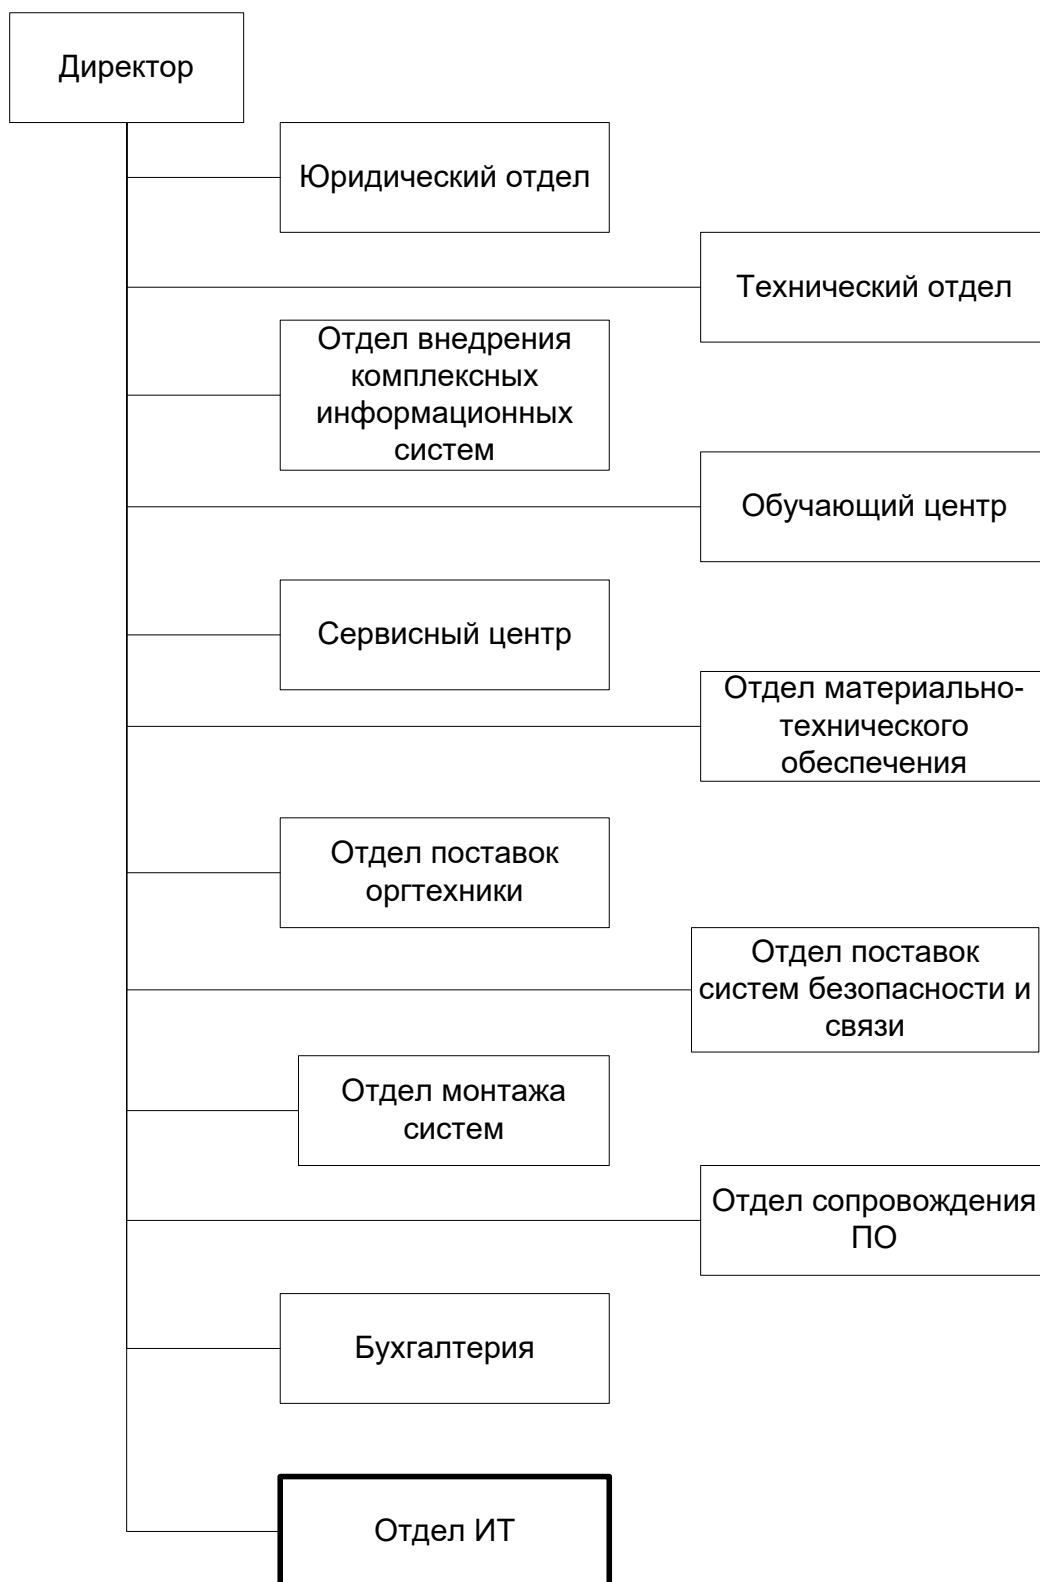 Директор
Юридический отдел
Технический отдел
Отдел внедрения
комплексных
информационных
систем
Обучающий центр
Сервисный центр
Отдел материально-
технического
обеспечения
Отдел поставок
оргтехники
Отдел поставок
систем безопасности и
связи
Отдел монтажа
систем
Отдел сопровождения
ПО
Бухгалтерия
Отдел ИТ